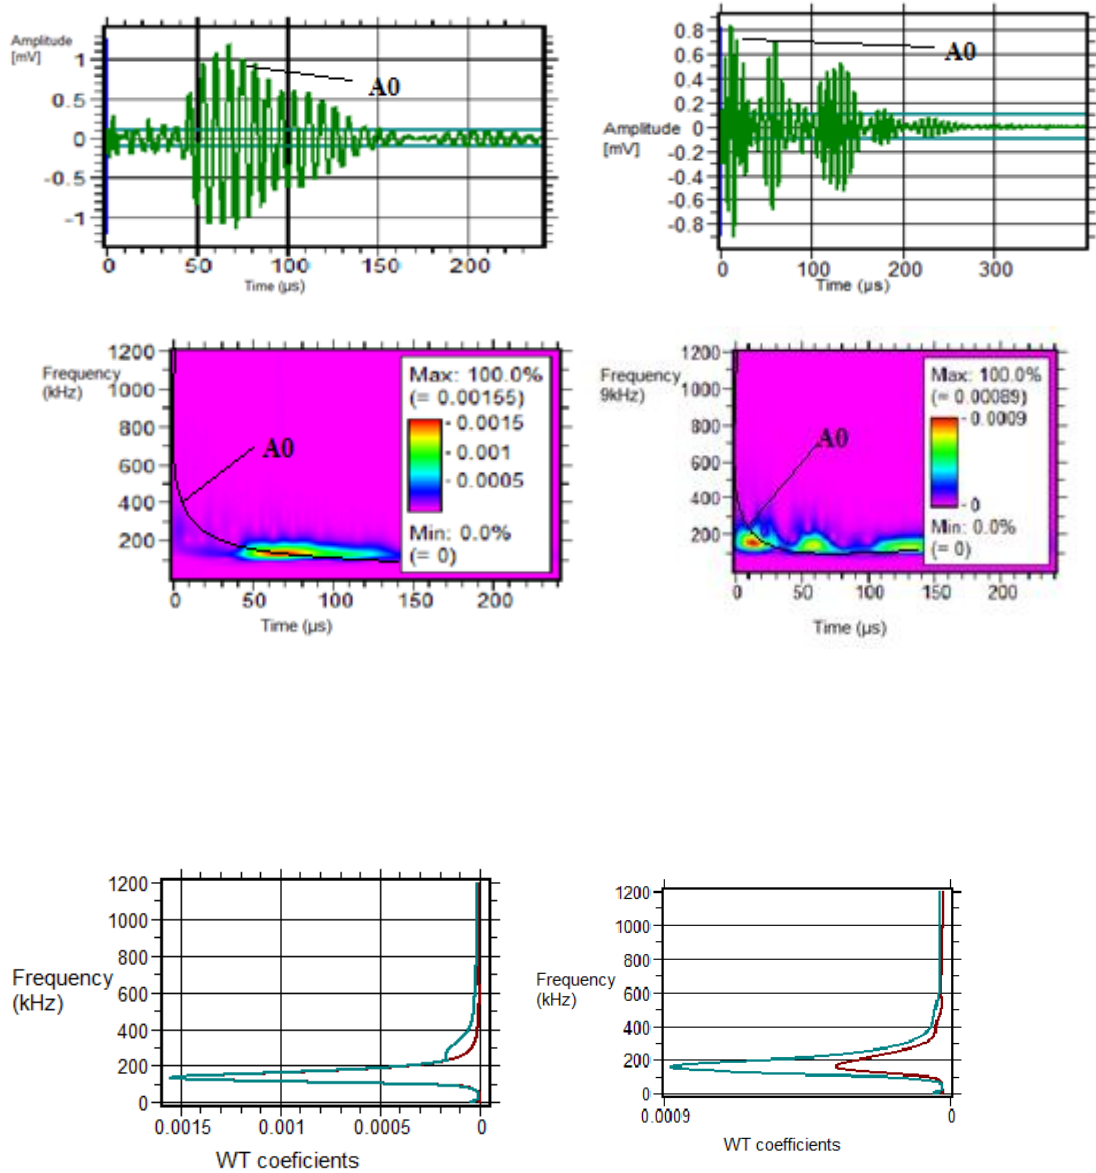 Amplitude
[mV]
1
0.5
0
-0.5
-1
A0
0 50 100 150 200
Time (µs)
0.8
0.6
0.4
0.2
0
-0.2
-0.4
-0.6
-0.8
Amplitude
[mV]
A0
0 100 200 300
Time (µs)
Frequency
(kHz)
1200
1000
800
600
400
200
A0
Max: 100.0%
(= 0.00155)
0.0015
0.001
0.0005
Min: 0.0%
(= 0)
0 50 100 150 200
Time (µs)
Frequency
9kHz)
1200
1000
800
600
400
200
A0
Max: 100.0%
(= 0.00089)
0.0009
0
Min: 0.0%
(= 0)
0 50 100 150 200
Time (µs)
Frequency
(kHz)
1200
1000
800
600
400
200
0
0.0015 0.001 0.0005 0
WT coeficients
Frequency
(kHz)
1200
1000
800
600
400
200
0
0.0009 0
WT coefficients